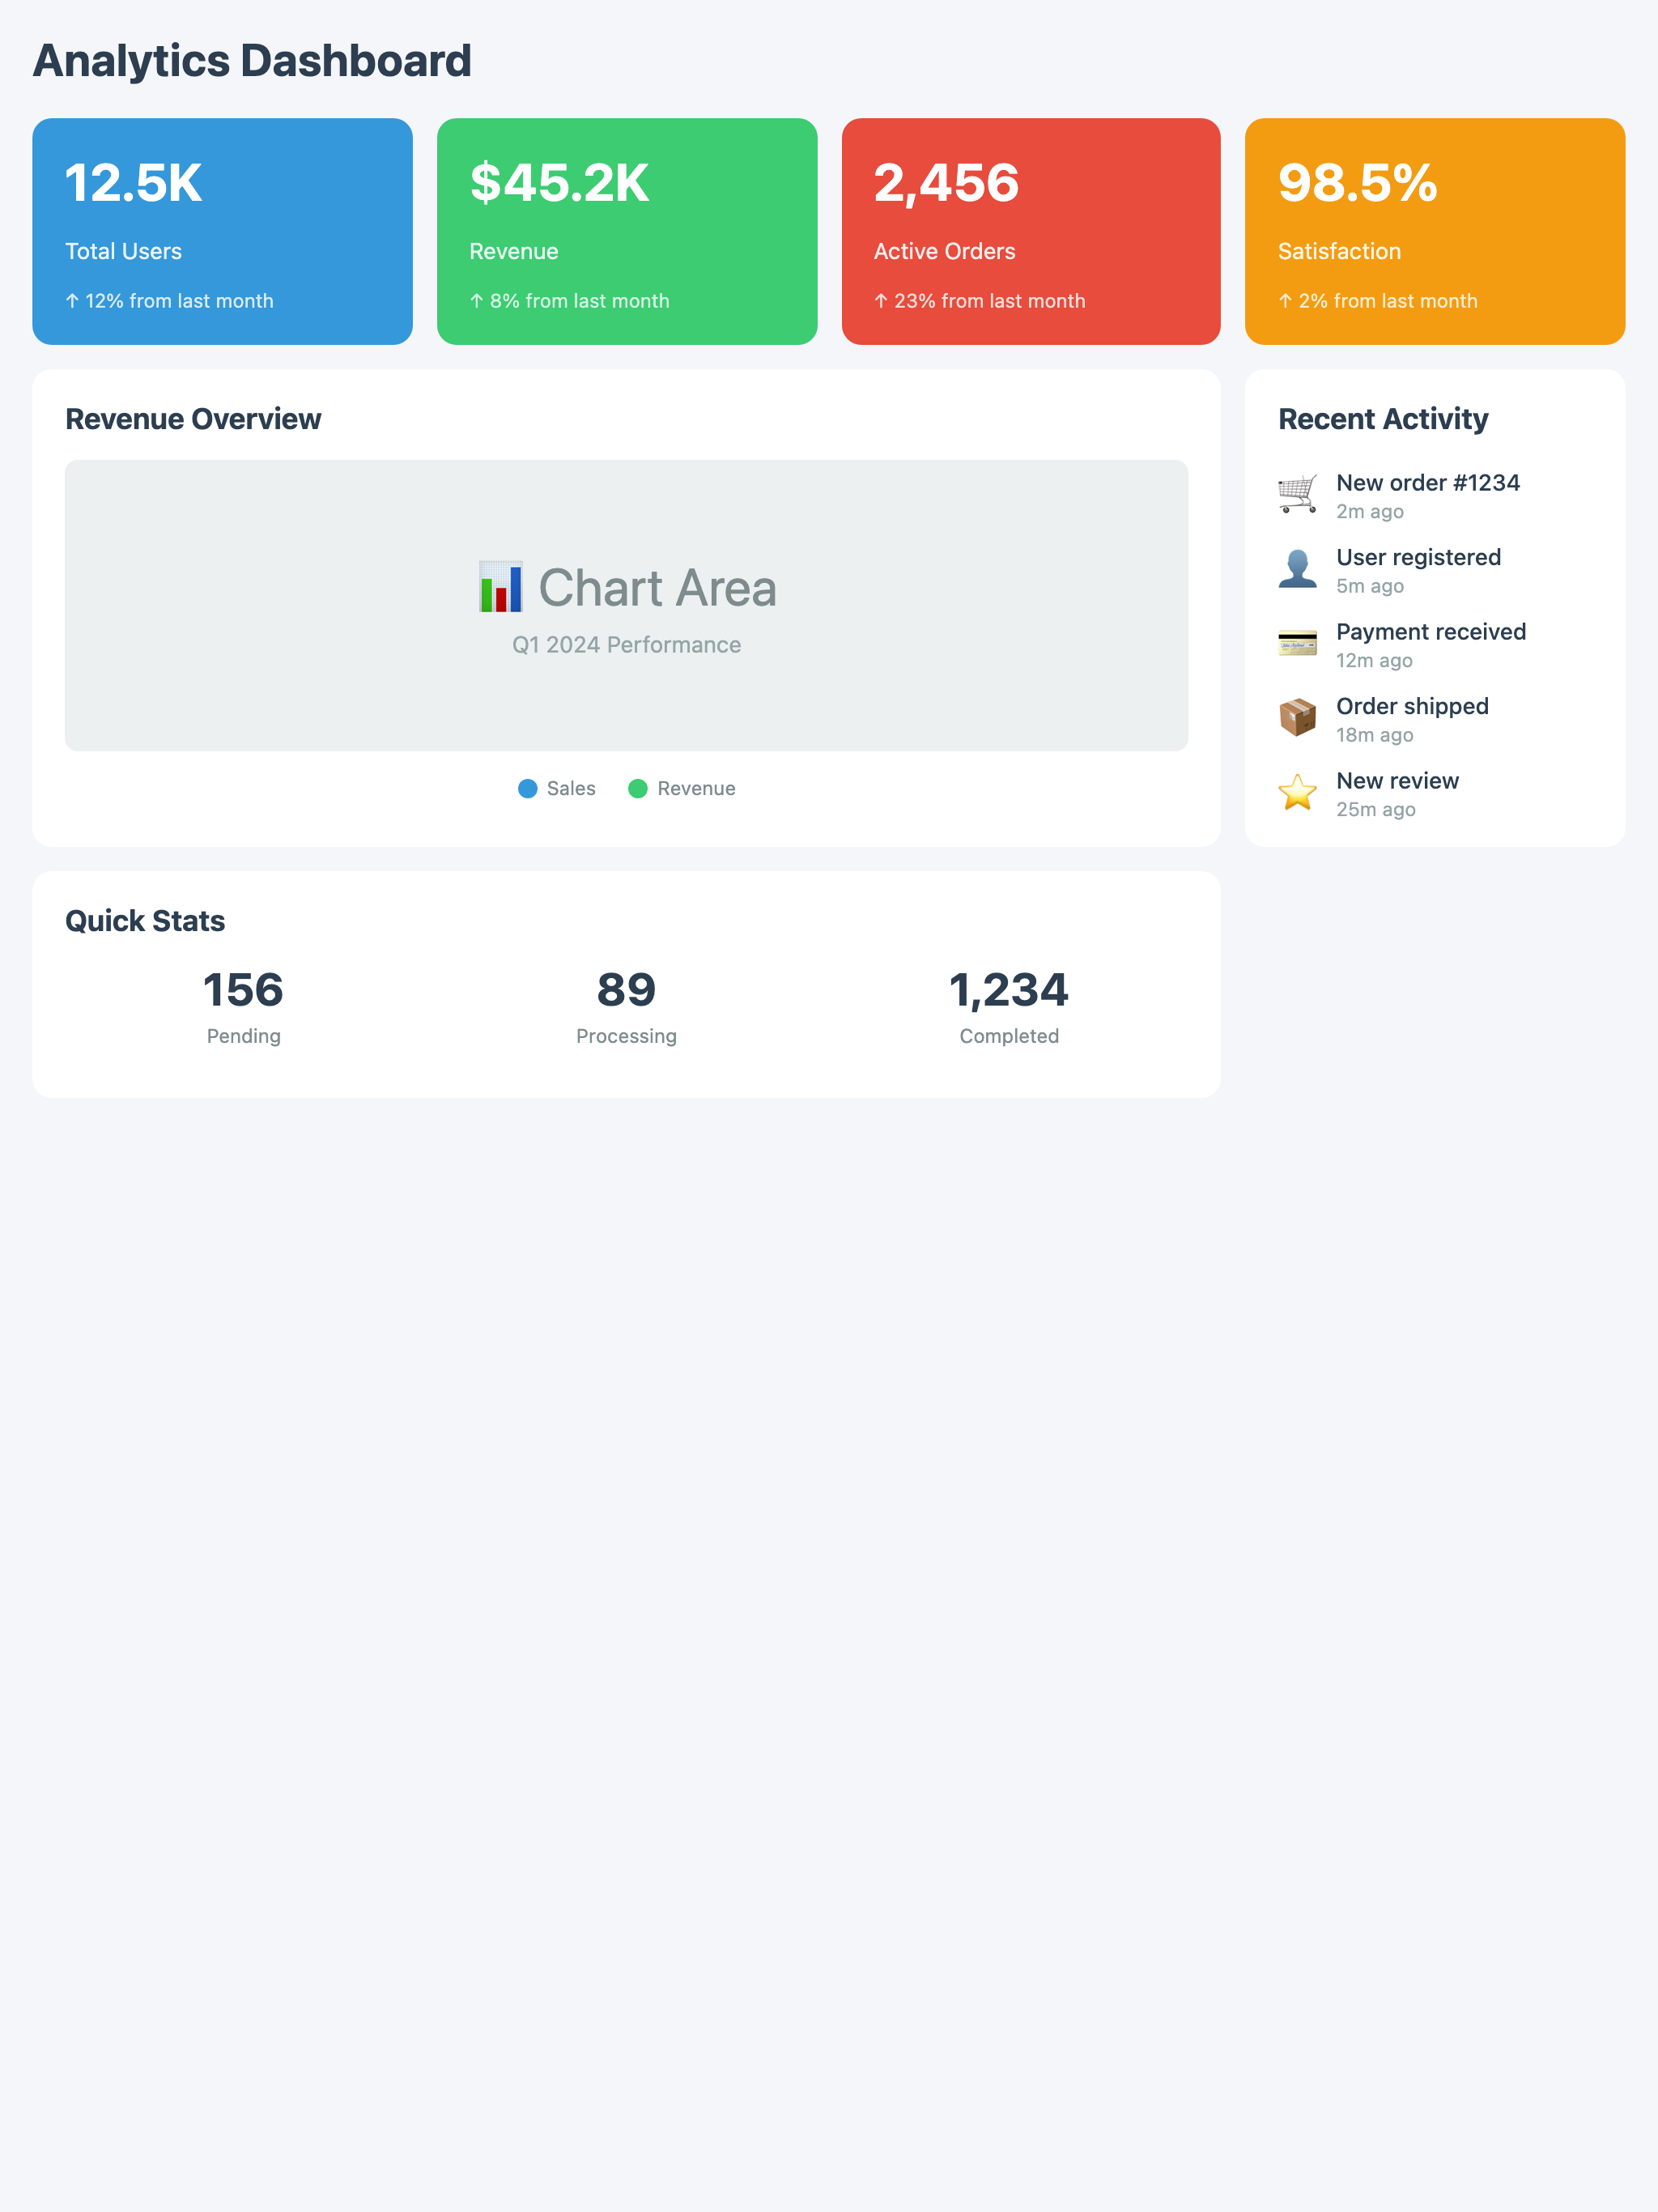 Analytics Dashboard
12.5K
Total Users
↑ 12% from last month
$45.2K
Revenue
↑ 8% from last month
2,456
Active Orders
↑ 23% from last month
98.5%
Satisfaction
↑ 2% from last month
Revenue Overview
Chart Area
Q1 2024 Performance
Sales
Revenue
Recent Activity
New order #1234
2m ago
User registered
5m ago
Payment received
12m ago
Order shipped
18m ago
New review
25m ago
Quick Stats
156
Pending
89
Processing
1,234
Completed